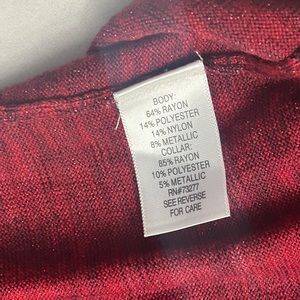 BODY:
64% RAYON
14% POLYESTER
14% NYLON
8% METALLIC
COLLAR:
85% RAYON
10% POLYESTER
5% METALLIC
RN#73277
SEE REVERSE
FOR CARE